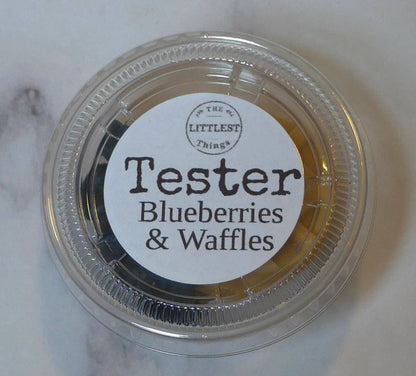 THE
LITTLEST
Things
Tester
Blueberries
& Waffles